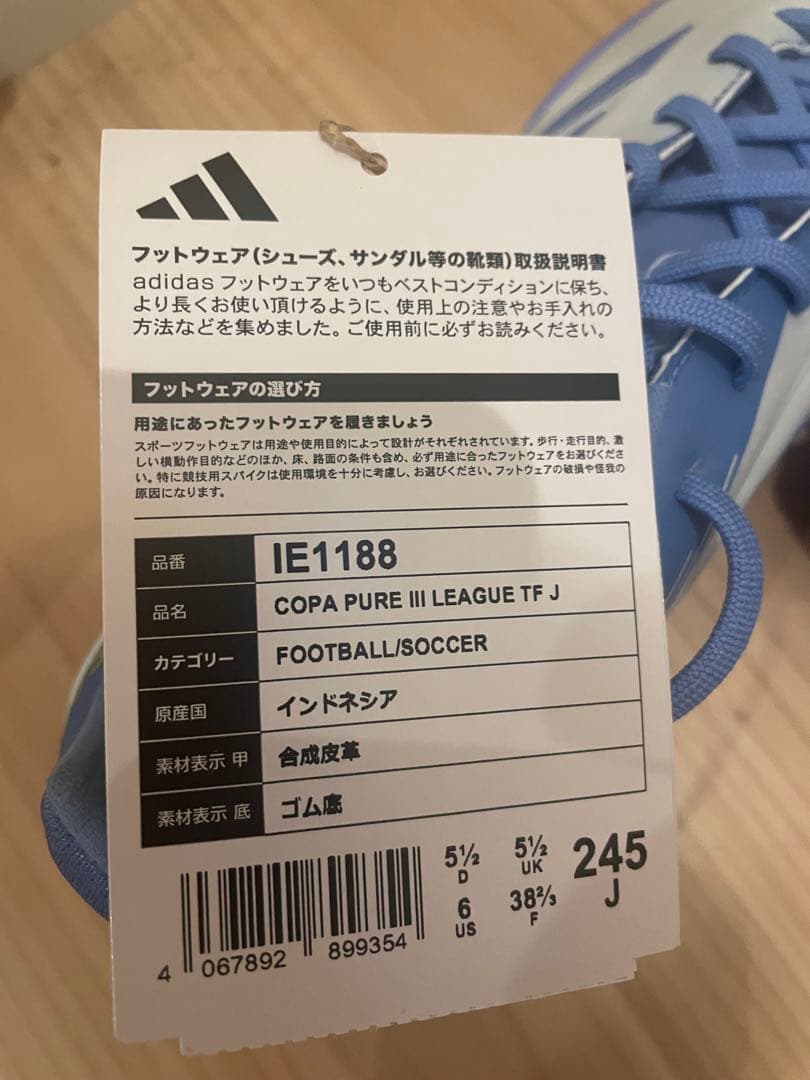 フットウェア(シューズ、サンダル等の靴類)取扱説明書
adidas フットウェアをいつもベストコンディションに保ち、
より長くお使い頂けるように、使用上の注意やお手入れの
方法などを集めました。ご使用前に必ずお読みください。
フットウェアの選び方
用途にあったフットウェアを履きましょう
スポーツフットウェアは用途や使用目的によって設計がそれぞれされています。歩行・走行目的、激
しい横動作目的などのほか、床、路面の条件も含め、必ず用途に合ったフットウェアをお選びくださ
い。特に競技用スパイクは使用環境を十分に考慮し、お選びください。フットウェアの破損や怪我の
原因になります。
品番 IE1188
品名 COPA PURE III LEAGUE TF J
カテゴリー FOOTBALL/SOCCER
原産国 インドネシア
素材表示 甲 合成皮革
素材表示 底 ゴム底
5½ D
5½ UK
245 J
6 US
38⅔ F
4 067892 899354